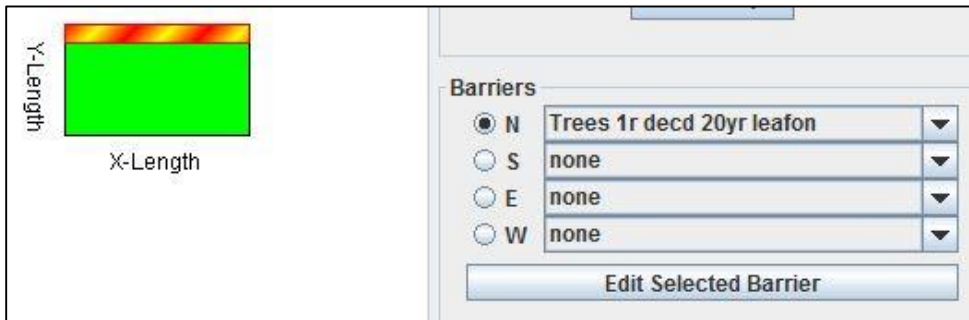 Y-Length
X-Length
Barriers
N Trees 1r decd 20yr leafon
S none
E none
W none
Edit Selected Barrier